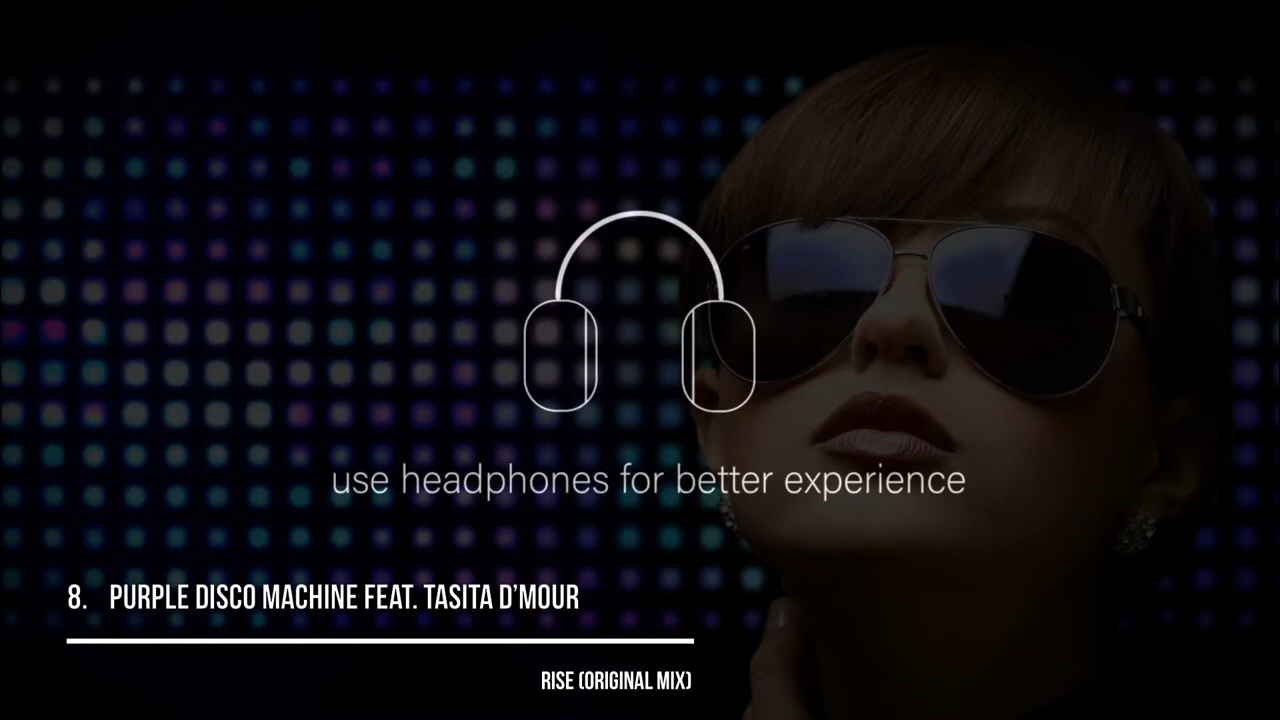 use headphones for better experience
8. PURPLE DISCO MACHINE FEAT. TASITA D’MOUR
RISE (ORIGINAL MIX)